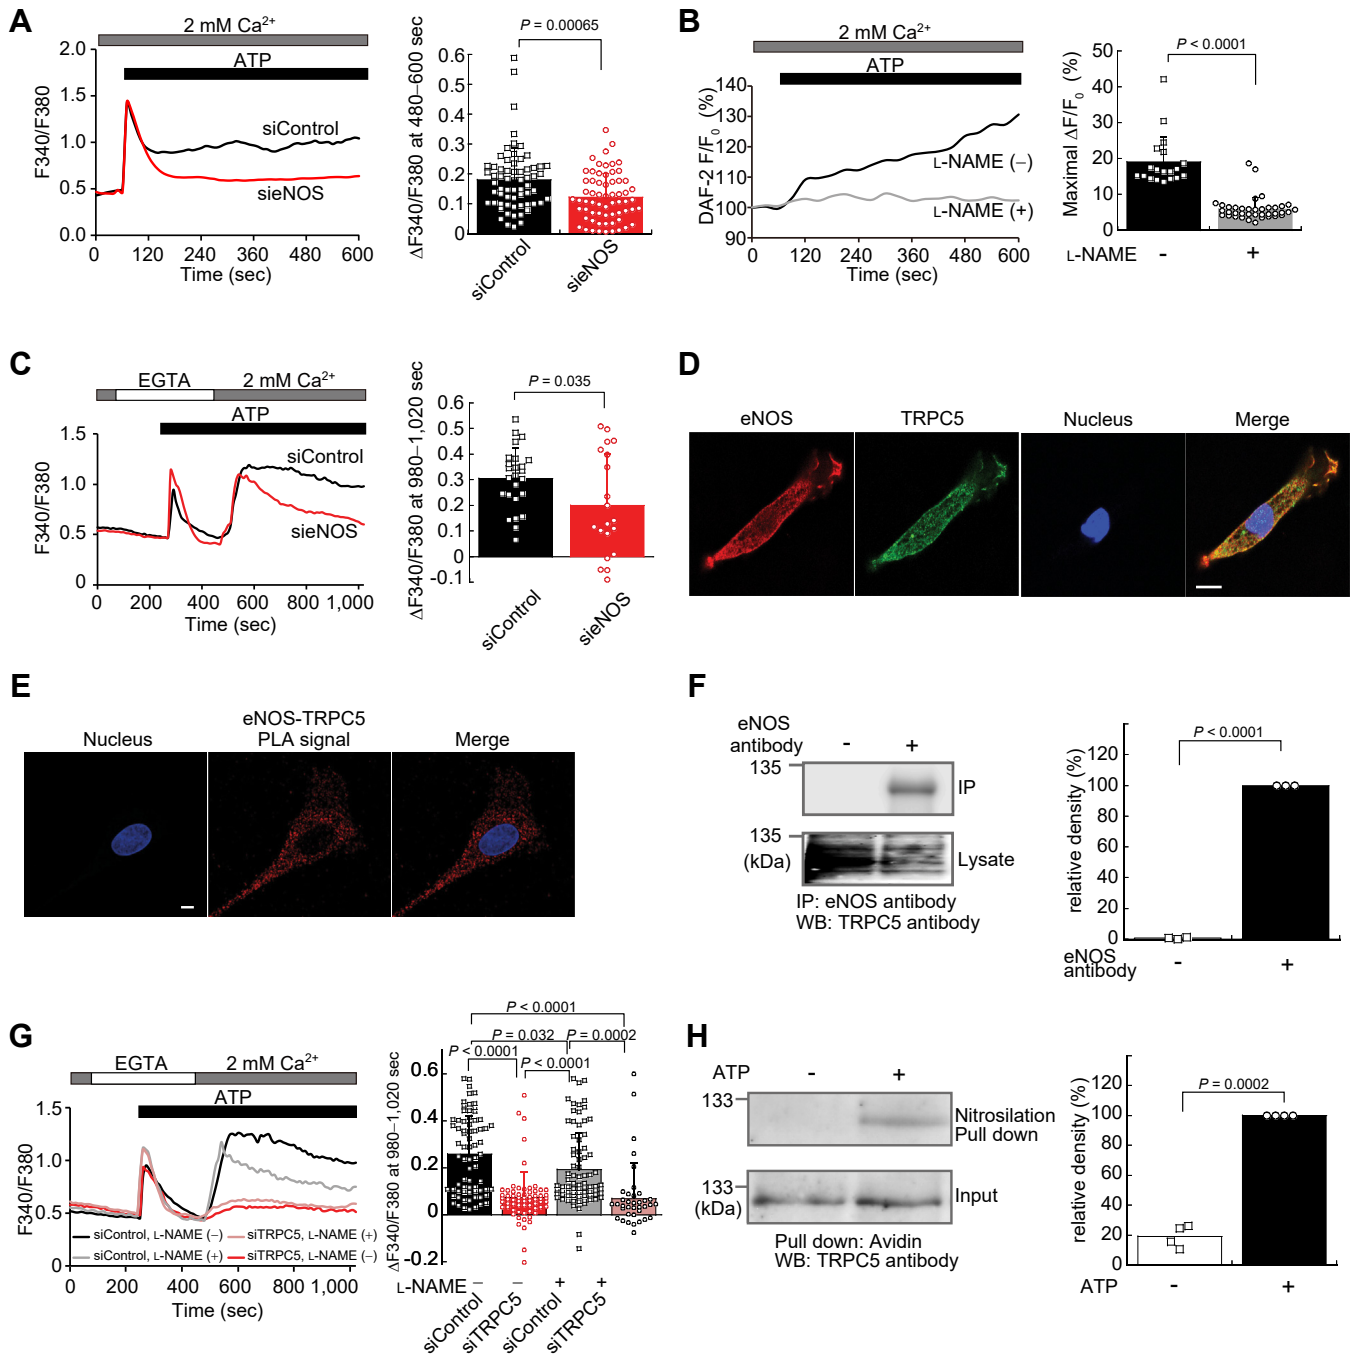 A
2 mM Ca²⁺
ATP
2.0
1.5
1.0
0.5
0.0
F340/F380
siControl
sieNOS
0 120 240 360 480 600
Time (sec)
P = 0.00065
ΔF340/F380 at 480–600 sec
0.6
0.5
0.4
0.3
0.2
0.1
0
siControl
sieNOS
B
2 mM Ca²⁺
ATP
DAF-2 F/F₀ (%)
140
130
120
110
100
90
L-NAME (–)
L-NAME (+)
0 120 240 360 480 600
Time (sec)
P < 0.0001
Maximal ΔF/F₀ (%)
50
40
30
20
10
0
L-NAME - +
C
EGTA 2 mM Ca²⁺
ATP
F340/F380
1.5
1.0
0.5
0
siControl
sieNOS
0 200 400 600 800 1,000
Time (sec)
P = 0.035
ΔF340/F380 at 980–1,020 sec
0.6
0.5
0.4
0.3
0.2
0.1
0
-0.1
siControl
sieNOS
D
eNOS TRPC5 Nucleus Merge
E
Nucleus
eNOS-TRPC5
PLA signal
Merge
F
eNOS
antibody - +
135
IP
135
(kDa)
Lysate
IP: eNOS antibody
WB: TRPC5 antibody
P < 0.0001
relative density (%)
120
100
80
60
40
20
0
eNOS
antibody - +
G
EGTA 2 mM Ca²⁺
ATP
F340/F380
1.5
1.0
0.5
0.0
siControl, L-NAME (–) siTRPC5, L-NAME (+)
siControl, L-NAME (+) siTRPC5, L-NAME (–)
0 200 400 600 800 1,000
Time (sec)
P < 0.0001
P = 0.032 P = 0.0002
P < 0.0001 P < 0.0001
ΔF340/F380 at 980–1,020 sec
0.6
0.4
0.2
0
-0.2
L-NAME – – + +
siControl
siTRPC5
siControl
siTRPC5
H
ATP - +
133
Nitrosilation
Pull down
133
(kDa)
Input
Pull down: Avidin
WB: TRPC5 antibody
P = 0.0002
relative density (%)
120
100
80
60
40
20
0
ATP - +